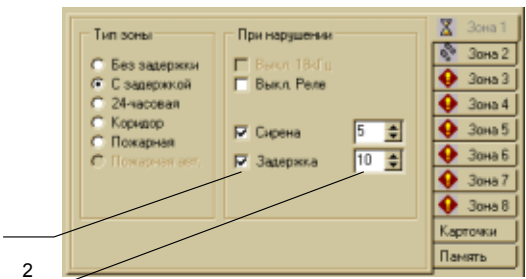 Тип зоны
Без задержки
С задержкой
24-часовая
Коридор
Пожарная
Пожарная авт.
При нарушении
Выкл. 18кГц
Выкл. Реле
Сирена 5
Задержка 10
Зона 1
Зона 2
Зона 3
Зона 4
Зона 5
Зона 6
Зона 7
Зона 8
Карточки
Память
2